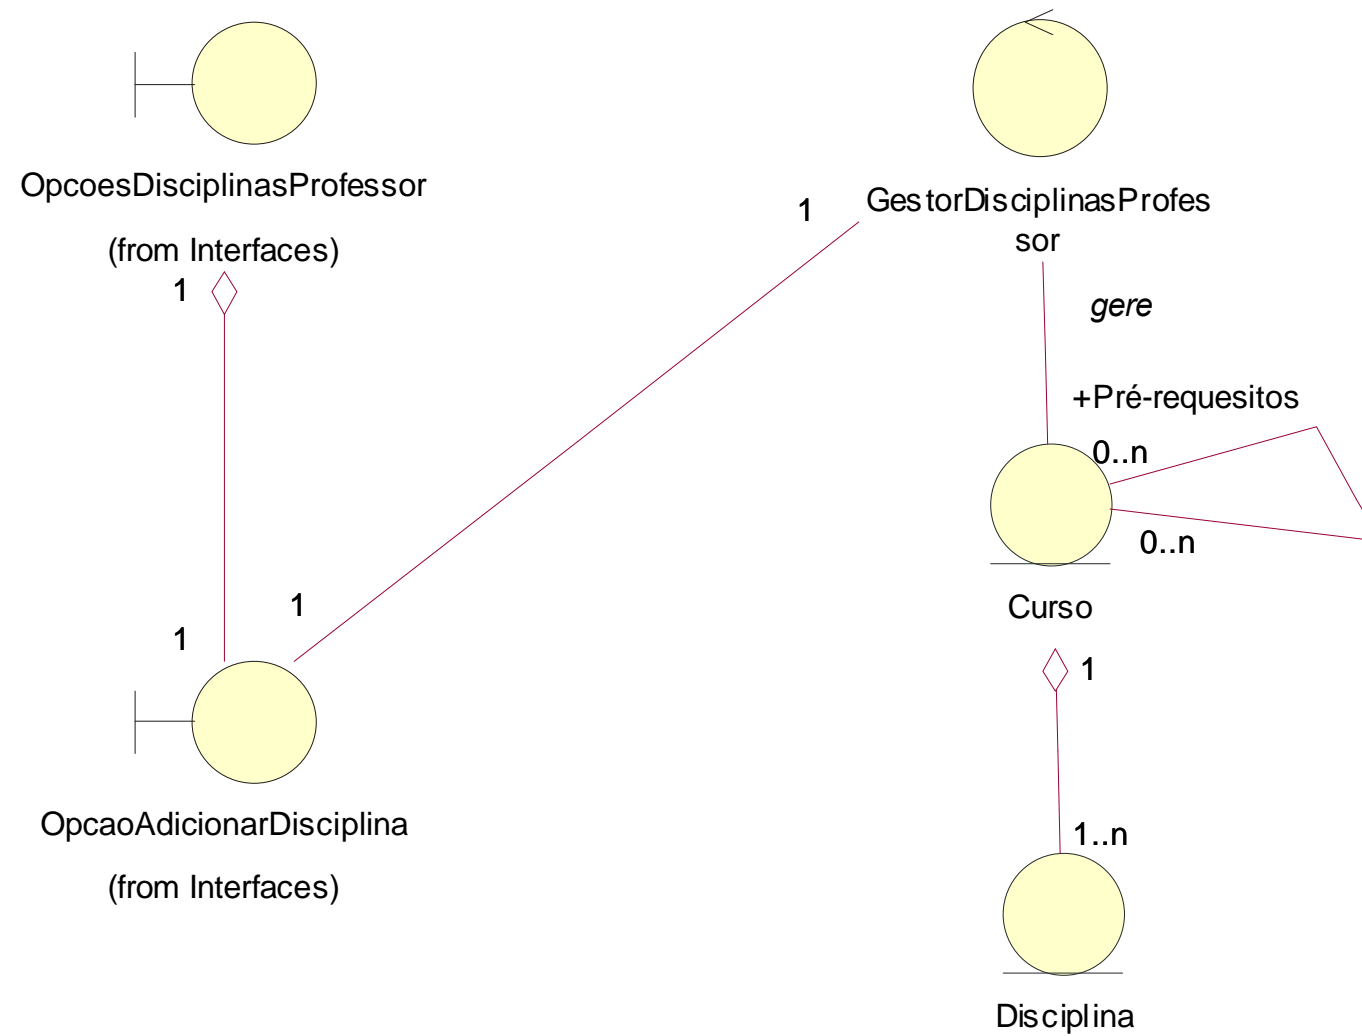 OpcoesDisciplinasProfessor
(from Interfaces)
1
1
GestorDisciplinasProfes
sor
gere
+Pré-requesitos
0..n
0..n
Curso
1
1..n
Disciplina
1
1
OpcaoAdicionarDisciplina
(from Interfaces)